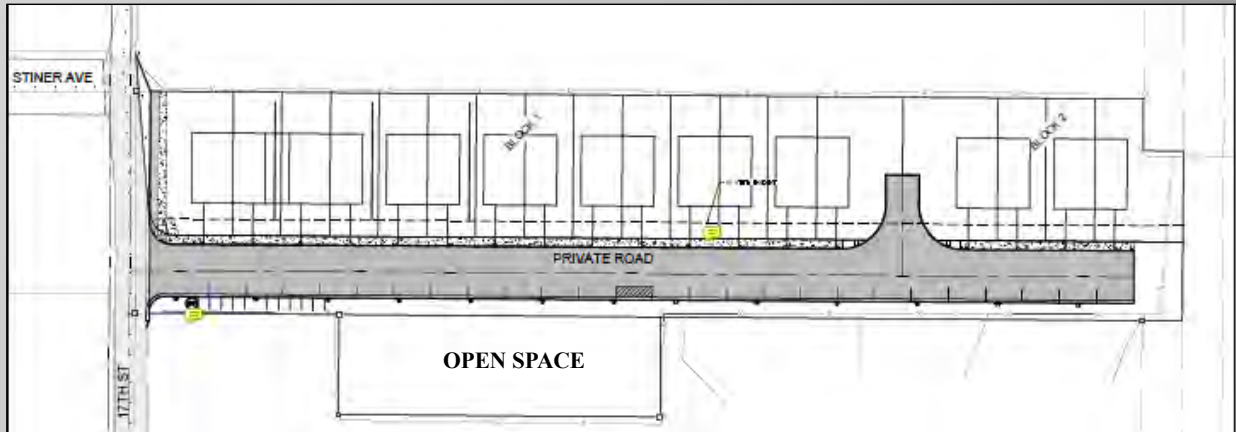 STINER AVE
BLOCK 1
BLOCK 2
PRIVATE ROAD
OPEN SPACE
17TH ST